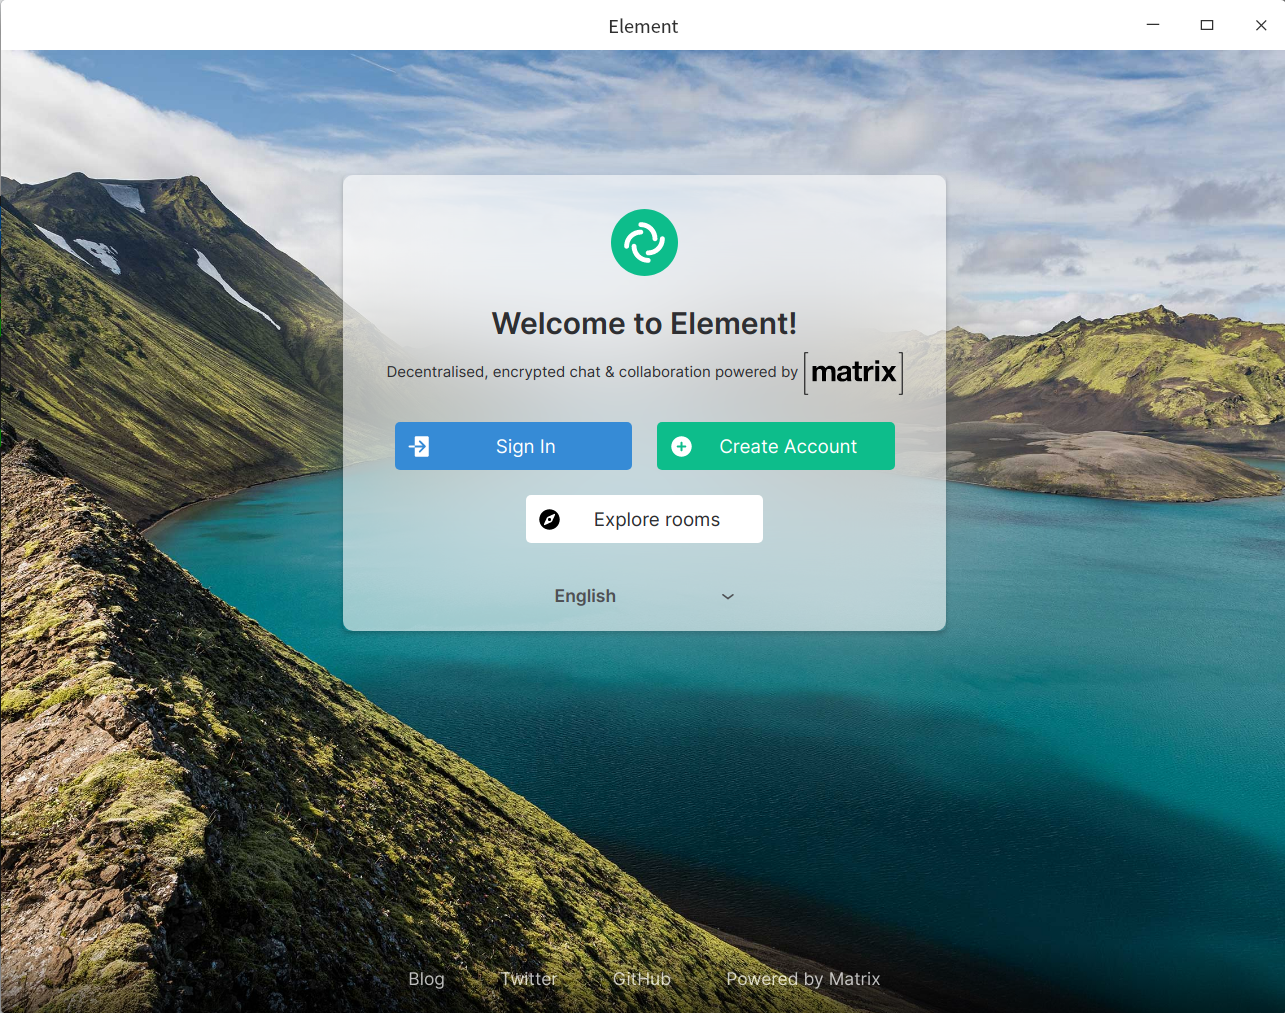 Element
Welcome to Element!
Decentralised, encrypted chat & collaboration powered by [matrix]
Sign In
Create Account
Explore rooms
English
Blog Twitter GitHub Powered by Matrix